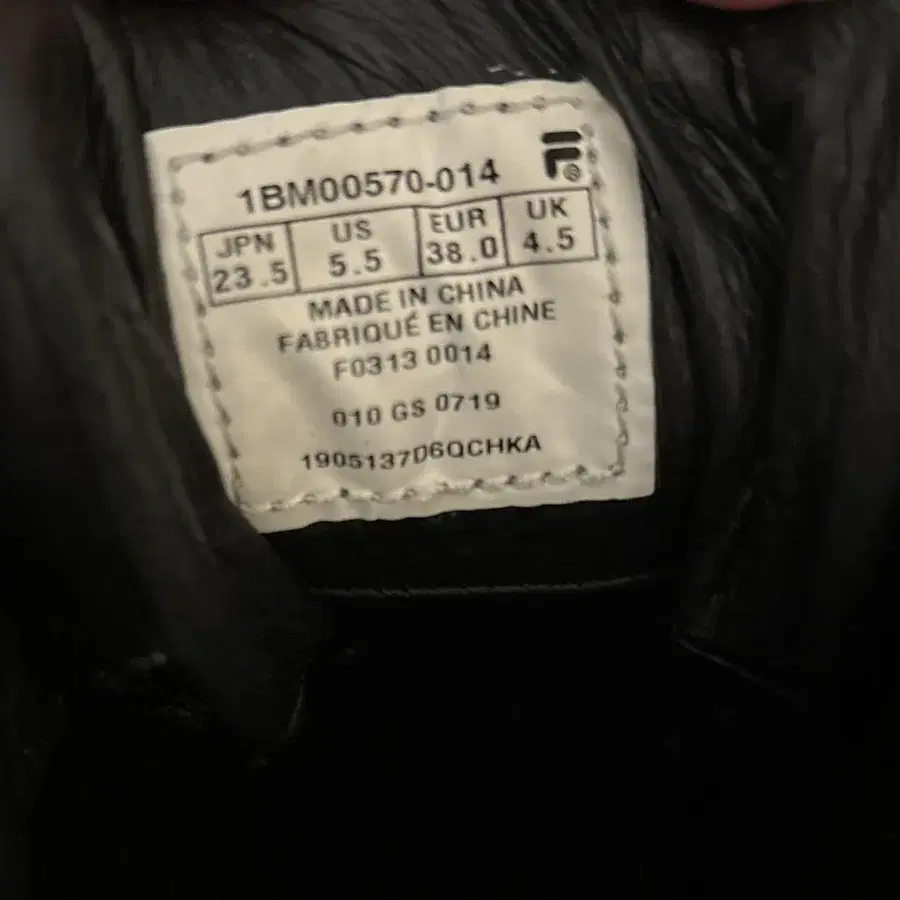 1BM00570-014
JPN US EUR UK
23.5 5.5 38.0 4.5
MADE IN CHINA
FABRIQUÉ EN CHINE
F0313 0014
010 GS 0719
190513706QCHKA